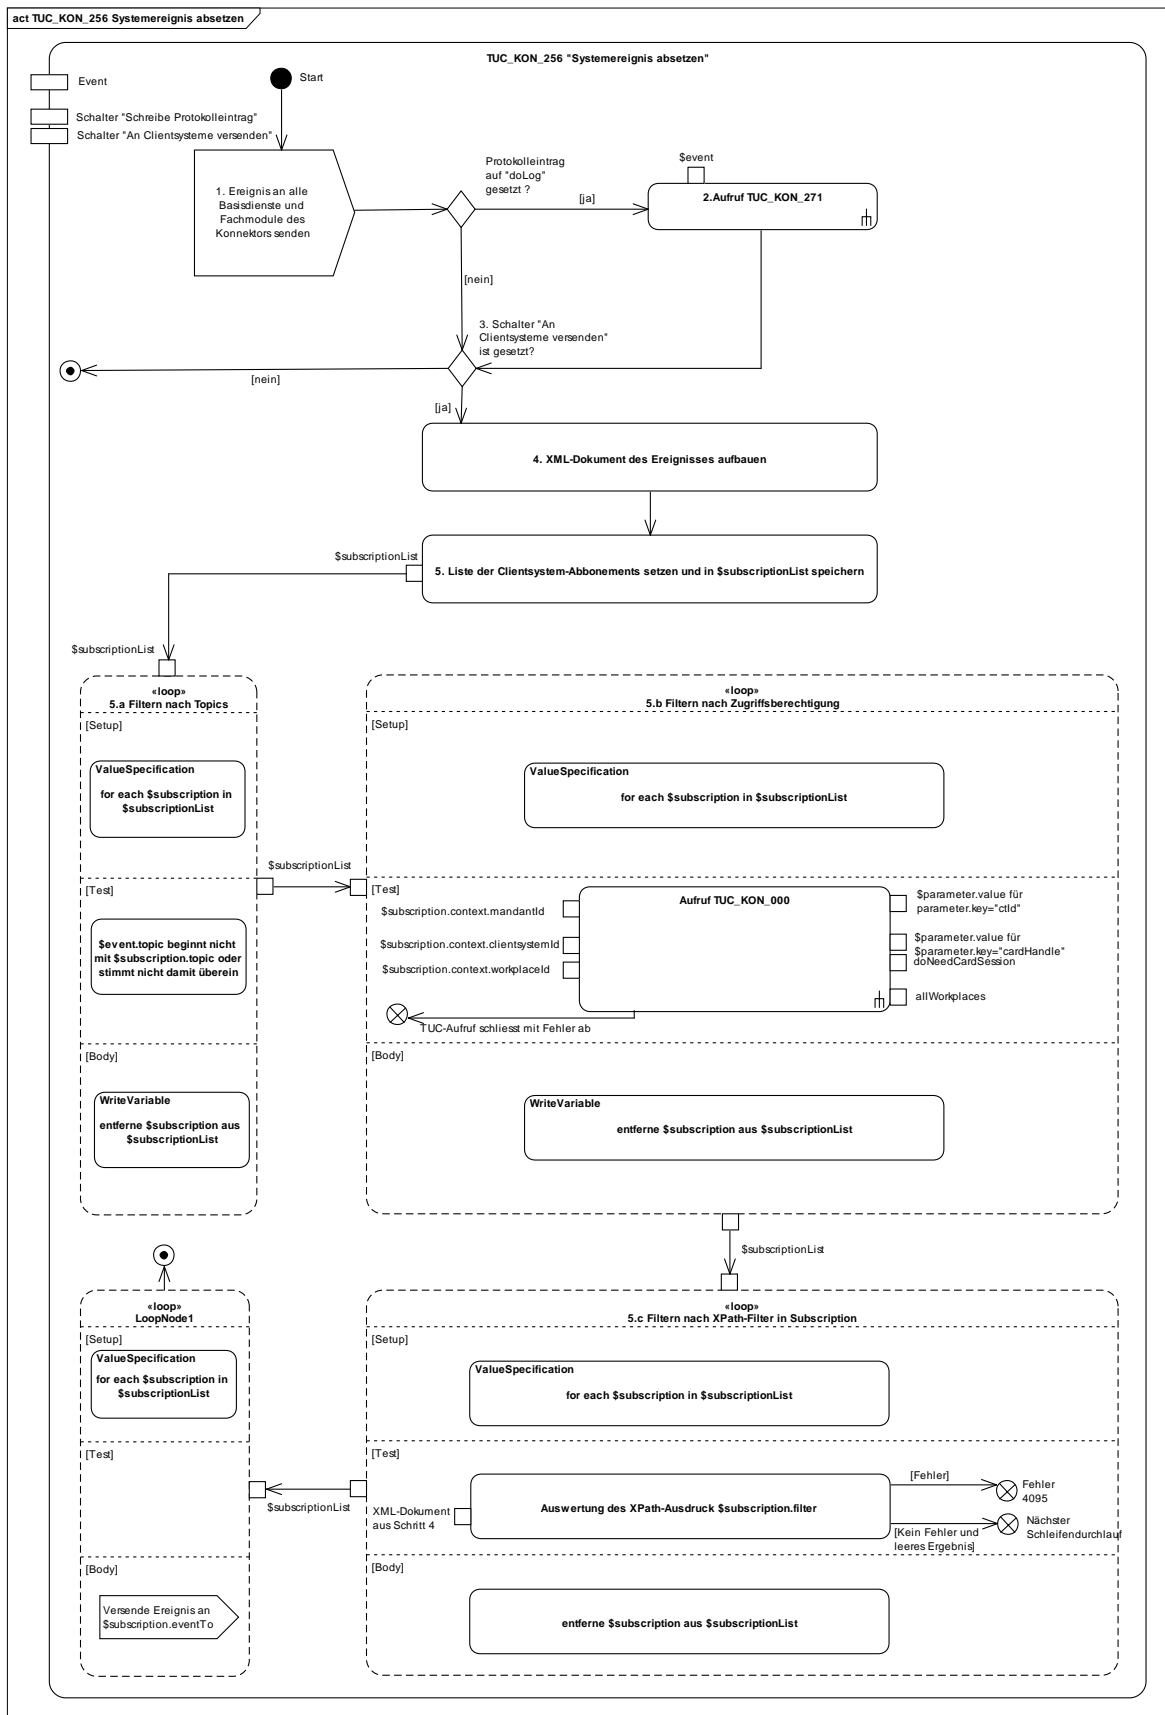 act TUC_KON_256 Systemereignis absetzen
TUC_KON_256 "Systemereignis absetzen"
Event
Start
Schalter "Schreibe Protokolleintrag"
Schalter "An Clientsysteme versenden"
1. Ereignis an alle
Basisdienste und
Fachmodule des
Konnektors senden
Protokolleintrag
auf "doLog"
gesetzt ?
[ja]
$event
2.Aufruf TUC_KON_271
[nein]
3. Schalter "An
Clientsysteme versenden"
ist gesetzt?
[nein]
[ja]
4. XML-Dokument des Ereignisses aufbauen
$subscriptionList
5. Liste der Clientsystem-Abbonements setzen und in $subscriptionList speichern
$subscriptionList
«loop»
5.a Filtern nach Topics
[Setup]
ValueSpecification
for each $subscription in
$subscriptionList
$subscriptionList
[Test]
$event.topic beginnt nicht
mit $subscription.topic oder
stimmt nicht damit überein
[Body]
WriteVariable
entferne $subscription aus
$subscriptionList
«loop»
5.b Filtern nach Zugriffsberechtigung
[Setup]
ValueSpecification
for each $subscription in $subscriptionList
[Test]
Aufruf TUC_KON_000
$subscription.context.mandantId
$subscription.context.clientsystemId
$subscription.context.workplaceId
$parameter.value für
parameter.key="ctId"
$parameter.value für
$parameter.key="cardHandle"
doNeedCardSession
allWorkplaces
TUC-Aufruf schliesst mit Fehler ab
[Body]
WriteVariable
entferne $subscription aus $subscriptionList
$subscriptionList
«loop»
5.c Filtern nach XPath-Filter in Subscription
[Setup]
ValueSpecification
for each $subscription in $subscriptionList
[Test]
XML-Dokument
aus Schritt 4
Auswertung des XPath-Ausdruck $subscription.filter
[Fehler]
Fehler
4095
[Kein Fehler und
leeres Ergebnis]
Nächster
Schleifendurchlauf
[Body]
entferne $subscription aus $subscriptionList
$subscriptionList
«loop»
LoopNode1
[Setup]
ValueSpecification
for each $subscription in
$subscriptionList
[Test]
[Body]
Versende Ereignis an
$subscription.eventTo